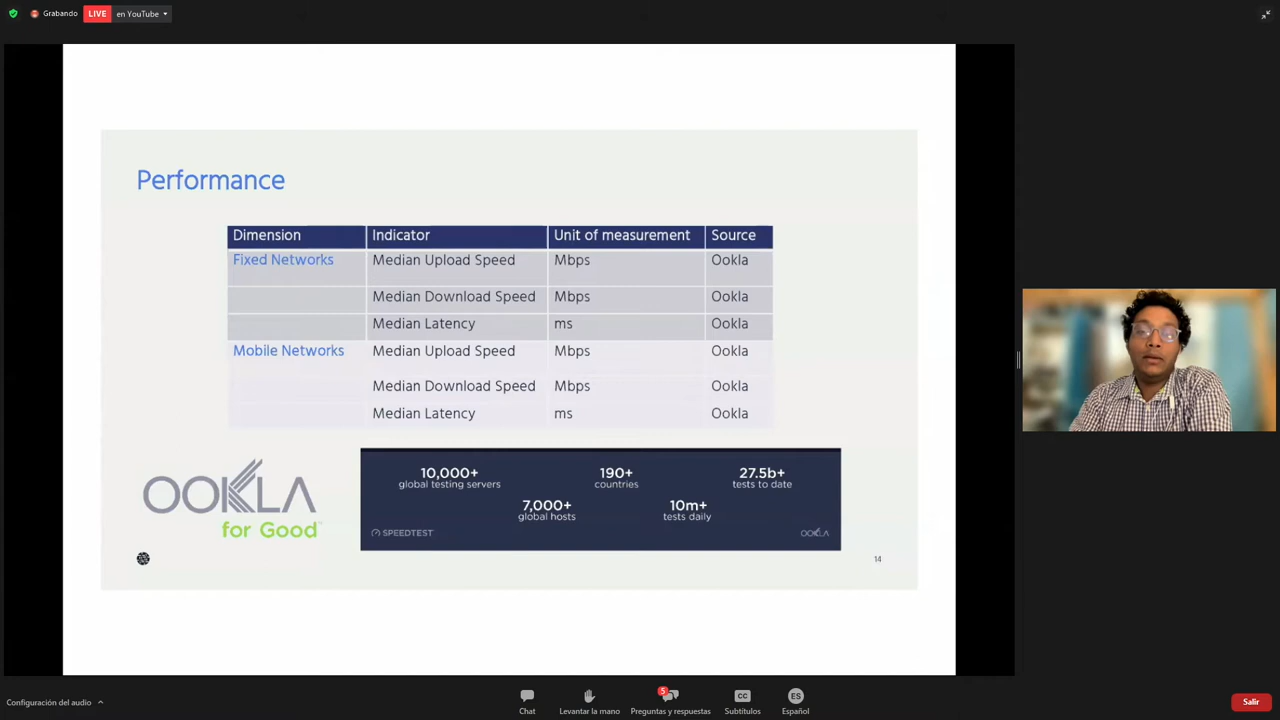 Grabando LIVE en YouTube
Performance
Dimension Indicator Unit of measurement Source
Fixed Networks Median Upload Speed Mbps Ookla
Median Download Speed Mbps Ookla
Median Latency ms Ookla
Mobile Networks Median Upload Speed Mbps Ookla
Median Download Speed Mbps Ookla
Median Latency ms Ookla
OOKLA
for Good™
10,000+ 190+ 27.5b+
global testing servers countries tests to date
7,000+ 10m+
global hosts tests daily
SPEEDTEST OOKLA
14
5
CC ES
Configuración del audio Chat Levantar la mano Preguntas y respuestas Subtítulos Español Salir